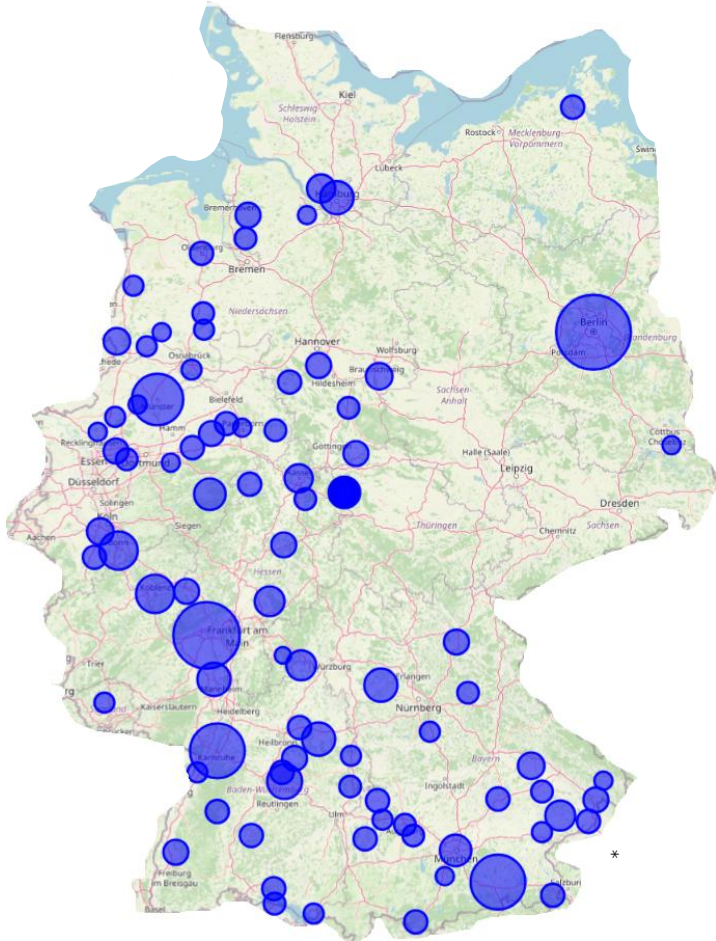 Flensburg
Kiel
Schleswig
Holstein
Rostock
Mecklenburg
Vorpommern
Lübeck
Bremerhaven
Bremen
Niedersachsen
Berlin
Potsdam
Brandenburg
Hannover
Wolfsburg
Braunschweig
Osnabrück
Hildesheim
Sachsen-
Anhalt
Bielefeld
Münster
Hamm
Paderborn
Cottbus
Recklinghausen
Göttingen
Halle (Saale)
Essen
Dortmund
Leipzig
Düsseldorf
Solingen
Dresden
Köln
Siegen
Thüringen
Chemnitz
Sachsen
Aachen
Hessen
Koblenz
Frankfurt am
Main
Trier
Würzburg
Erlangen
Mannheim
Kaiserslautern
Heidelberg
Nürnberg
Heilbronn
Karlsruhe
Bayern
Ingolstadt
Baden-Württemberg
Reutlingen
Ulm
München
*
Freiburg
im Breisgau
Salzburg
Basel